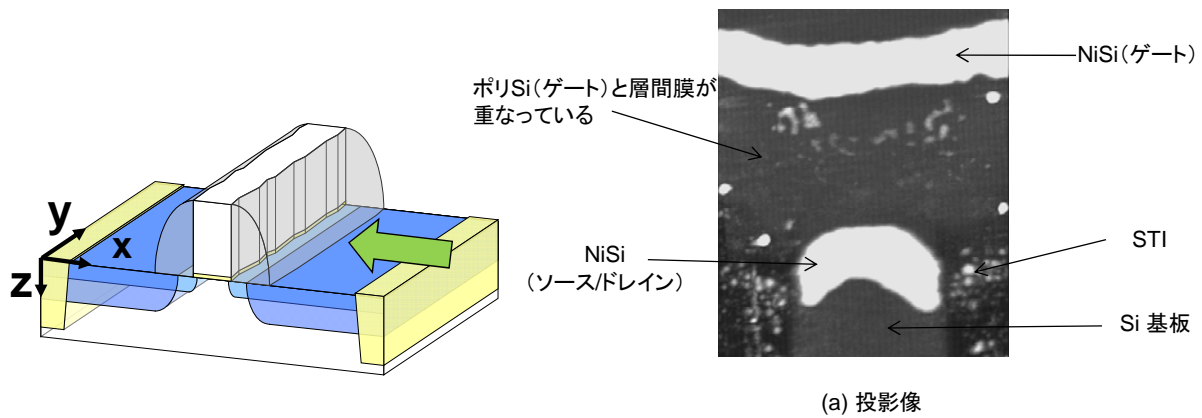 y
x
z
ポリSi(ゲート)と層間膜が
重なっている
NiSi(ゲート)
NiSi
(ソース/ドレイン)
STI
Si 基板
(a) 投影像